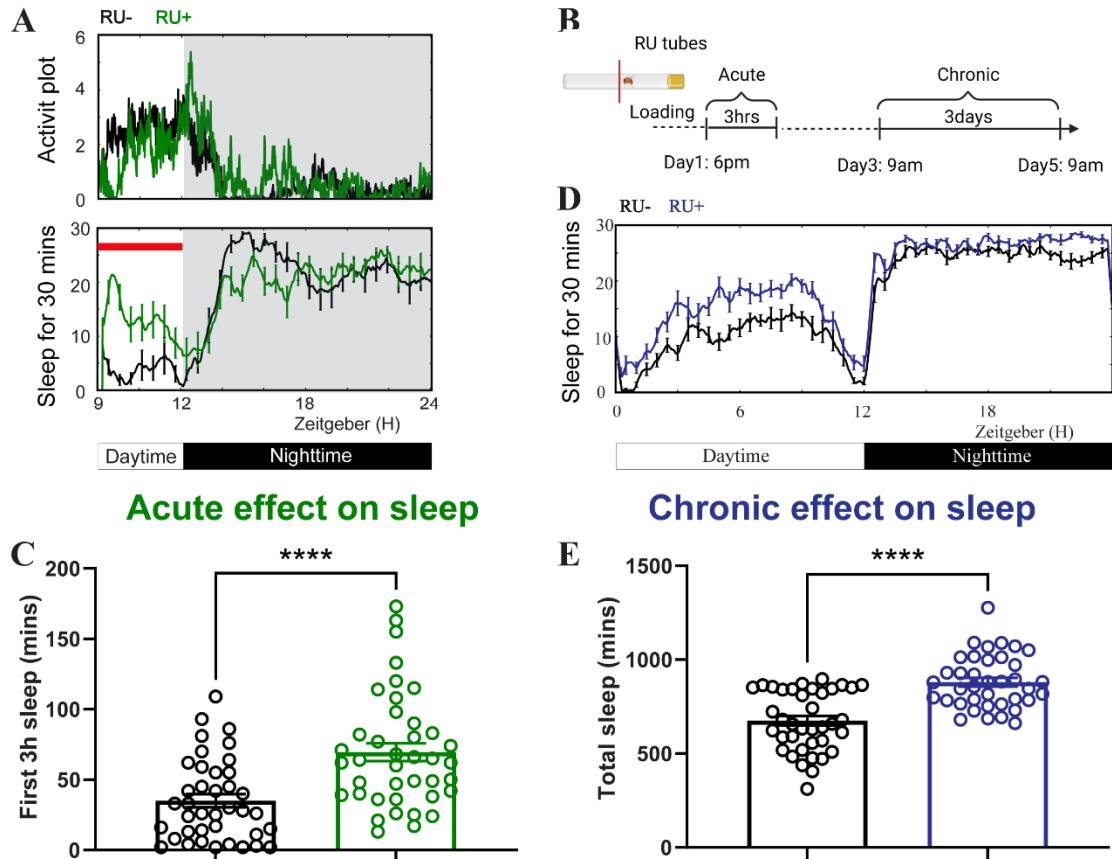 A
RU- RU+
Activit plot
6
4
2
0
Sleep for 30 mins
30
20
10
0
9 12 18 24
Zeitgeber (H)
Daytime Nighttime
B
RU tubes
Acute Chronic
Loading 3hrs 3days
Day1: 6pm Day3: 9am Day5: 9am
D
RU- RU+
Sleep for 30 mins
30
20
10
0
0 6 12 18
Zeitgeber (H)
Daytime Nighttime
Acute effect on sleep
C
****
First 3h sleep (mins)
200
150
100
50
0
Chronic effect on sleep
E
****
Total sleep (mins)
1500
1000
500
0